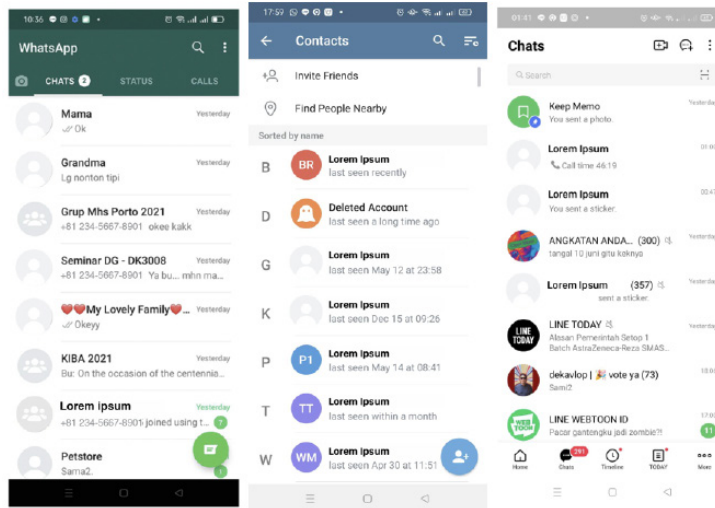 10:36
WhatsApp
CHATS 2
STATUS
CALLS
Mama
Yesterday
Ok
Grandma
Yesterday
Lg nonton tipi
Grup Mhs Porto 2021
Yesterday
+81 234-5667-8901 okee kakk
Seminar DG - DK3008
Yesterday
+81 234-5667-8901 Ya bu... mhn ma...
My Lovely Family ...
Yesterday
Okeyy
KIBA 2021
Yesterday
Bu: On the occasion of the centennia...
Lorem ipsum
Yesterday
+81 234-5667-8901 joined using t...
7
Petstore
Sama2.
17:59
Contacts
Invite Friends
Find People Nearby
Sorted by name
B
BR
Lorem Ipsum
last seen recently
D
Deleted Account
last seen a long time ago
G
Lorem Ipsum
last seen May 12 at 23:58
K
Lorem Ipsum
last seen Dec 15 at 09:26
P
P1
Lorem Ipsum
last seen May 14 at 08:41
T
TT
Lorem Ipsum
last seen within a month
W
WM
Lorem Ipsum
last seen Apr 30 at 11:51
01:41
Chats
Search
Keep Memo
Yesterday
You sent a photo.
Lorem Ipsum
Call time 46:19
Lorem Ipsum
You sent a sticker.
ANGKATAN ANDA... (300)
Yesterday
tangal 10 juni gitu keknya
Lorem Ipsum (357)
Yesterday
sent a sticker.
LINE TODAY
LINE TODAY
Yesterday
Alasan Pemerintah Setop 1
Batch AstraZeneca-Reza SMAS...
dekavlop | vote ya (73)
Sami2
WEB TOON
LINE WEBTOON ID
Pacar gantengku jadi zombie?!
11
291
Home
Chats
Timeline
TODAY
More